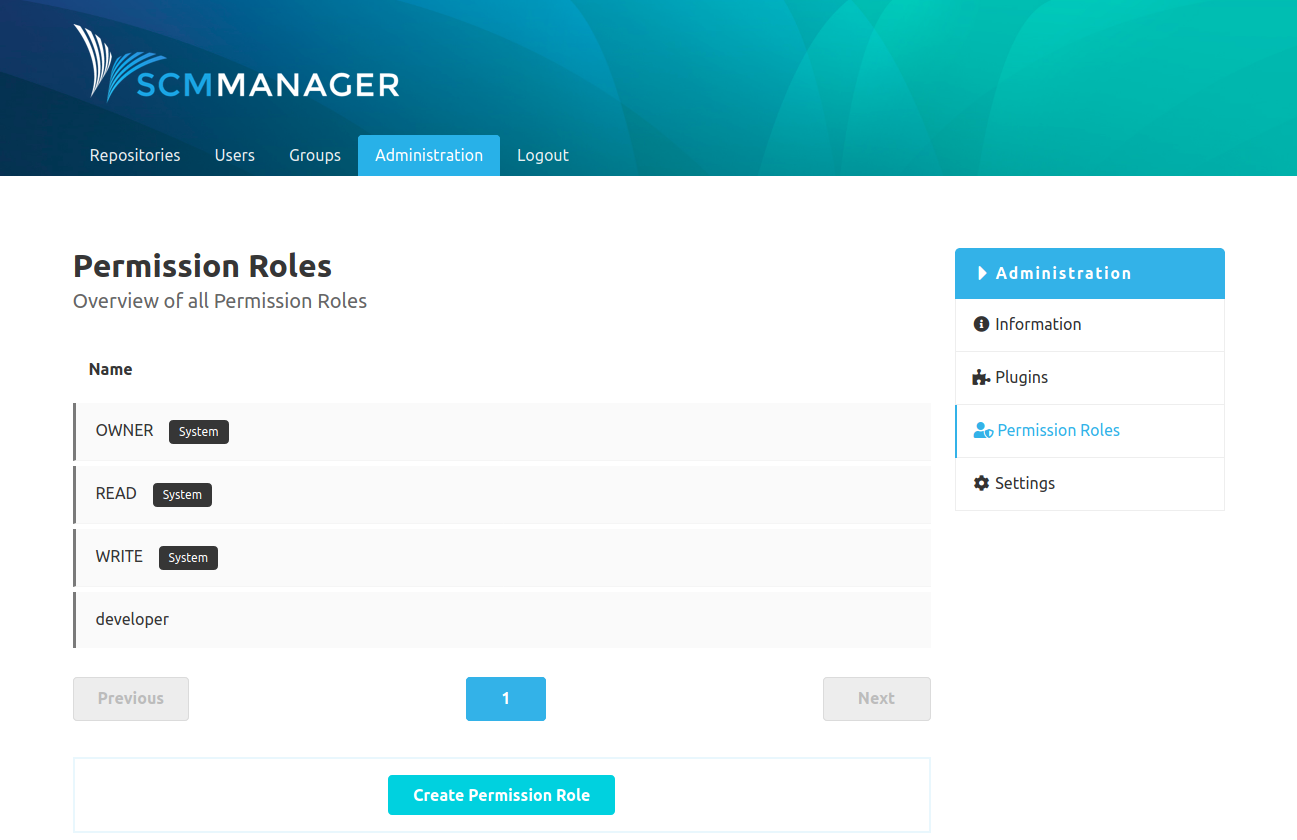 SCMMANAGER
Repositories Users Groups Administration Logout
Permission Roles
Overview of all Permission Roles
Name
OWNER System
READ System
WRITE System
developer
Previous 1 Next
Create Permission Role
Administration
Information
Plugins
Permission Roles
Settings